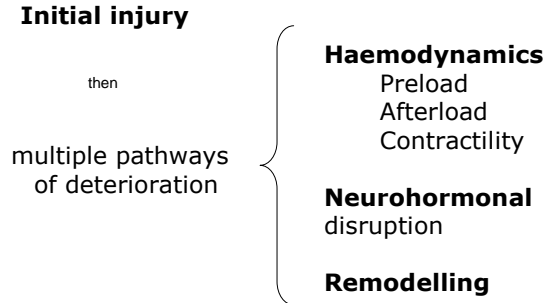 Initial injury
then
multiple pathways
of deterioration
Haemodynamics
Preload
Afterload
Contractility
Neurohormonal
disruption
Remodelling